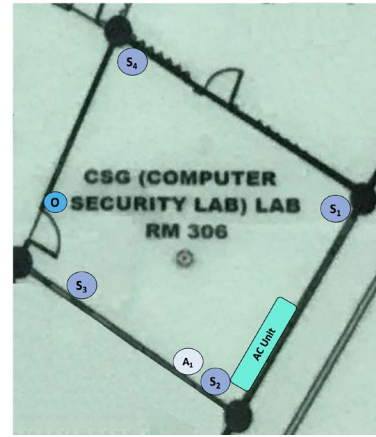 S4
CSG (COMPUTER
O
SECURITY LAB) LAB
S1
RM 306
S3
AC Unit
A1
S2